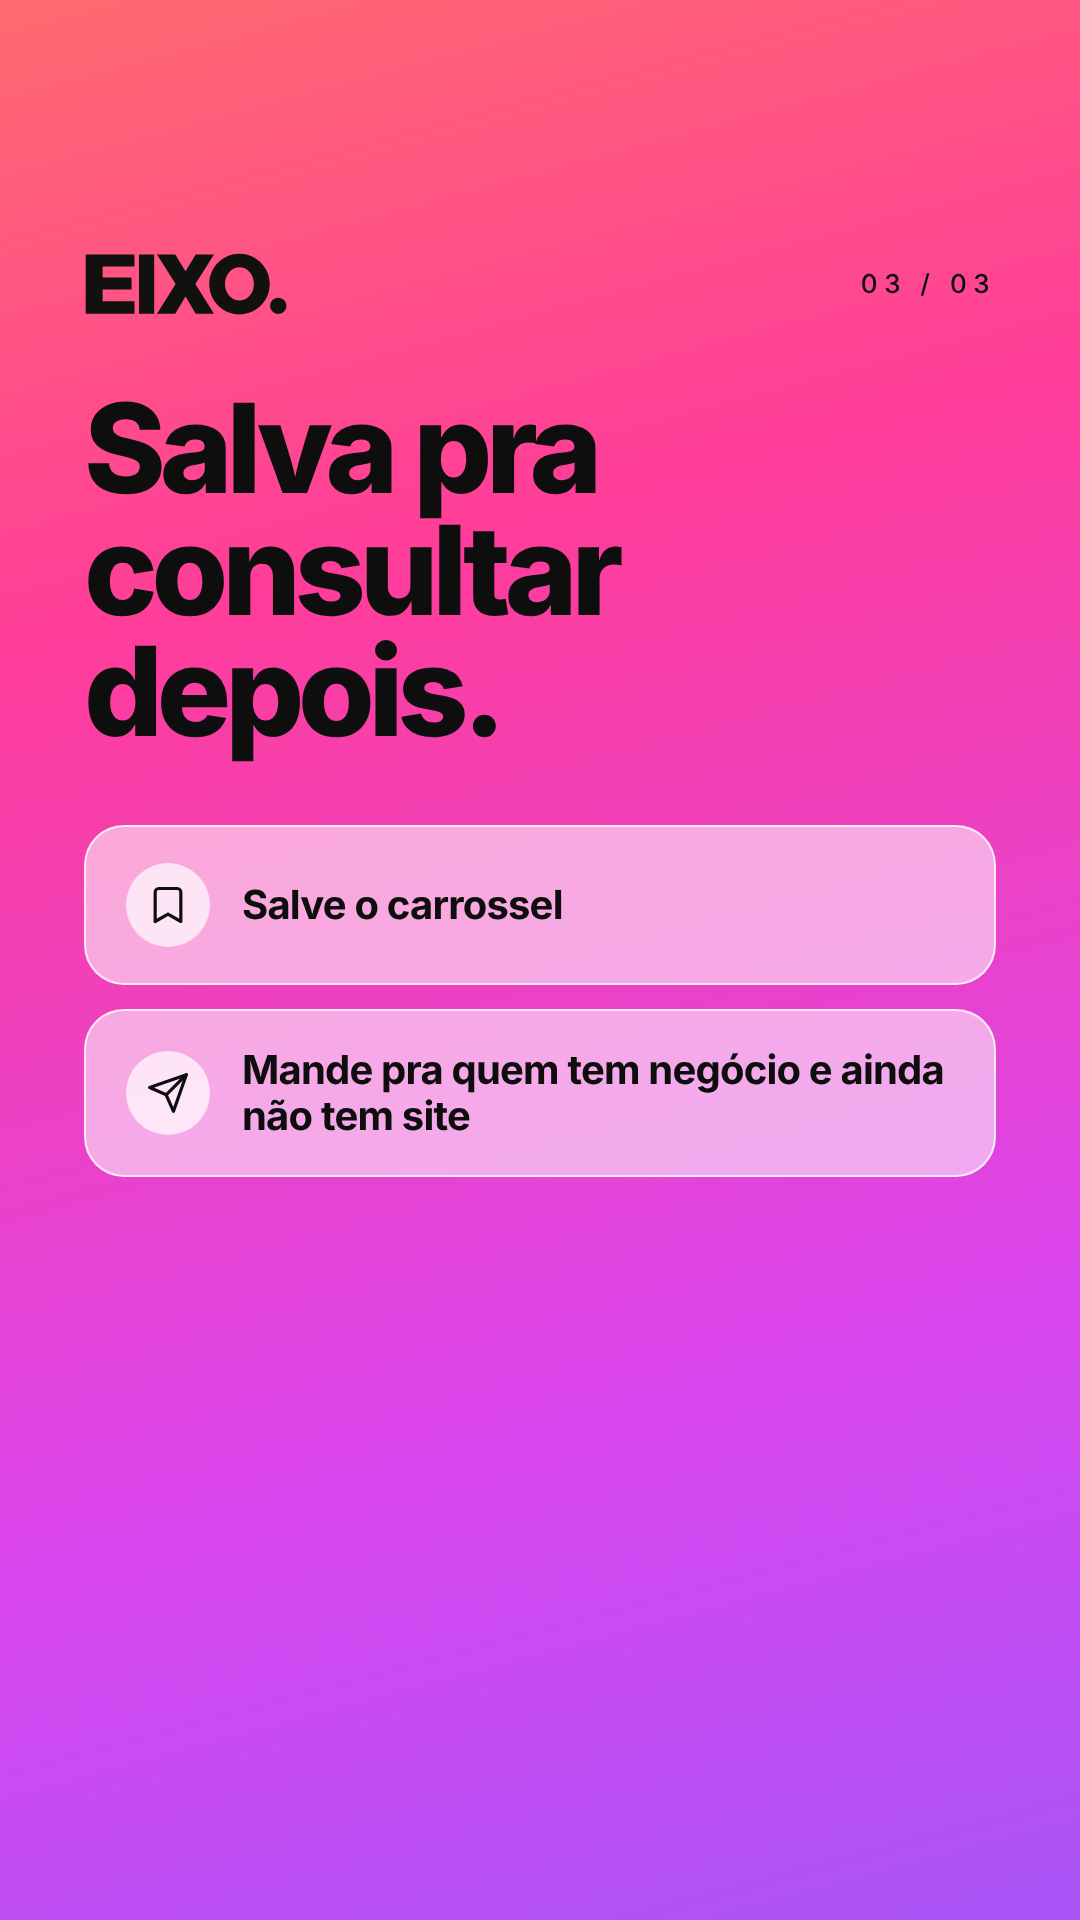 EIXO.
03 / 03
Salva pra
consultar
depois.
Salve o carrossel
Mande pra quem tem negócio e ainda
não tem site